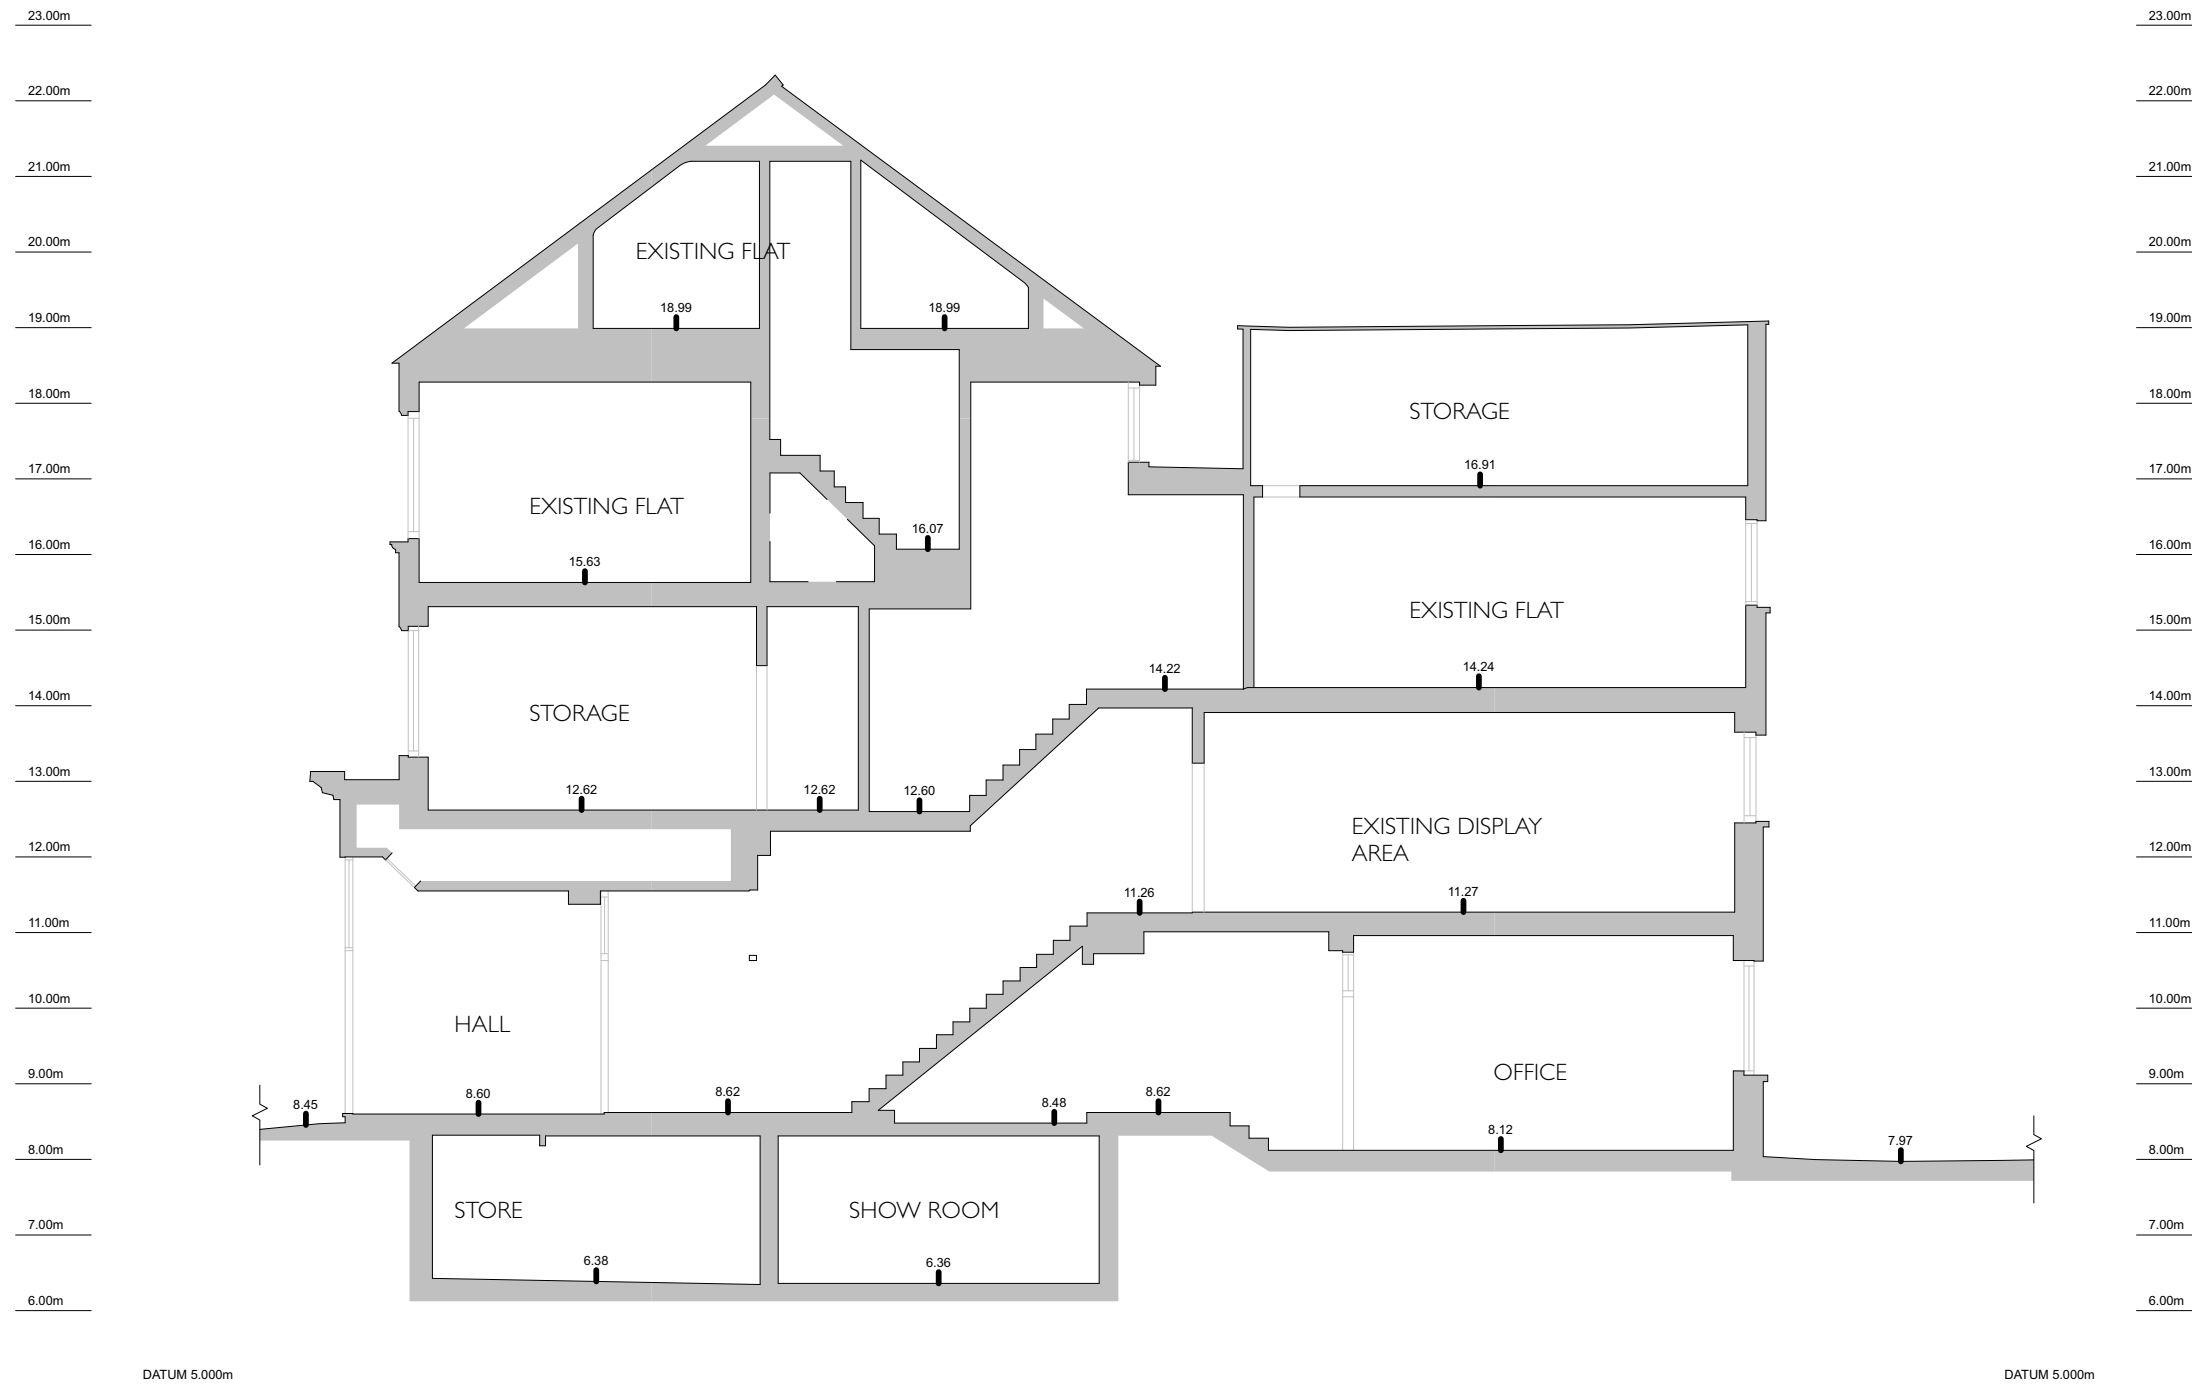 23.00m
23.00m
22.00m
22.00m
21.00m
21.00m
20.00m
EXISTING FLAT
20.00m
19.00m
18.99
18.99
19.00m
18.00m
STORAGE
18.00m
17.00m
16.91
17.00m
EXISTING FLAT
16.07
16.00m
16.00m
15.63
EXISTING FLAT
15.00m
15.00m
14.22
14.24
14.00m
STORAGE
14.00m
13.00m
13.00m
12.62
12.62
12.60
EXISTING DISPLAY
AREA
12.00m
12.00m
11.26
11.27
11.00m
11.00m
10.00m
10.00m
HALL
OFFICE
9.00m
9.00m
8.45
8.60
8.62
8.48
8.62
8.12
7.97
8.00m
8.00m
STORE
SHOW ROOM
7.00m
7.00m
6.38
6.36
6.00m
6.00m
DATUM 5.000m
DATUM 5.000m